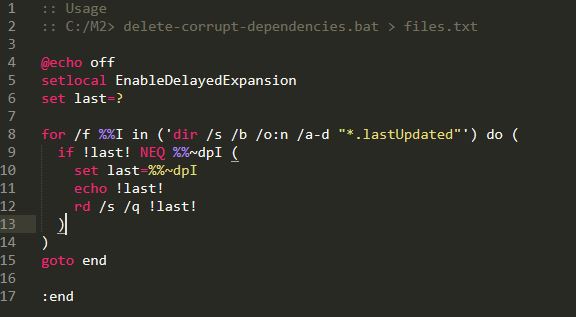 1 :: Usage
2 :: C:/M2> delete-corrupt-dependencies.bat > files.txt
3
4 @echo off
5 setlocal EnableDelayedExpansion
6 set last=?
7
8 for /f %%I in ('dir /s /b /o:n /a-d "*.lastUpdated"') do (
9   if !last! NEQ %%~dpI (
10     set last=%%~dpI
11     echo !last!
12     rd /s /q !last!
13   )
14 )
15 goto end
16
17 :end